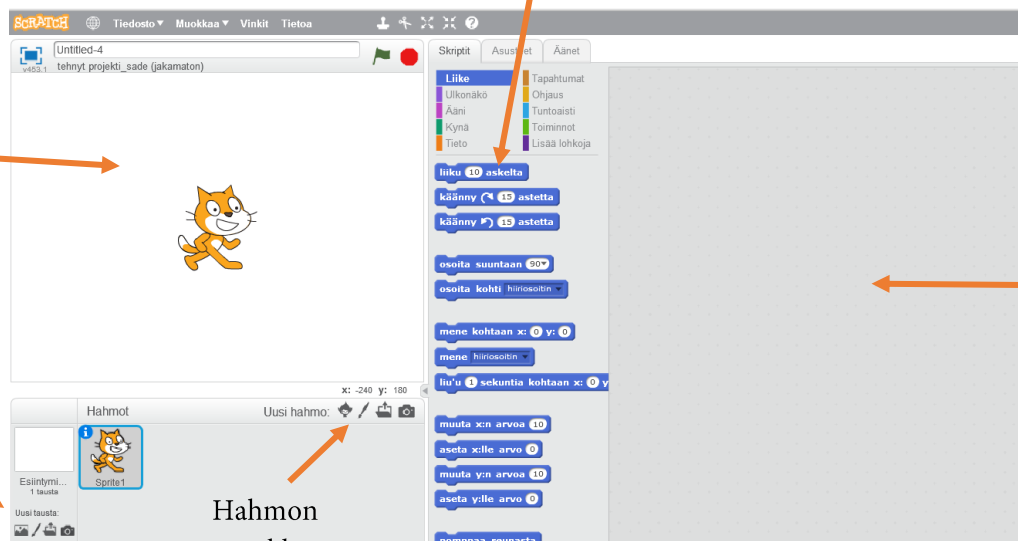 SCRATCH Tiedosto Muokkaa Vinkit Tietoa
Untitled-4
v453.1 tehnyt projekti_sade (jakamaton)
Skriptit Asusteet Äänet
Liike Tapahtumat
Ulkonäkö Ohjaus
Ääni Tuntoaisti
Kynä Toiminnot
Tieto Lisää lohkoja
liiku 10 askelta
käänny 15 astetta
käänny 15 astetta
osoita suuntaan 90
osoita kohti hiiriosoitin
mene kohtaan x: 0 y: 0
mene hiiriosoitin
liu'u 1 sekuntia kohtaan x: 0 y
muuta x:n arvoa 10
aseta x:lle arvo 0
muuta y:n arvoa 10
aseta y:lle arvo 0
pomppaa reunasta
x: -240 y: 180
Hahmot Uusi hahmo:
Esiintymi... Sprite1
1 tausta
Uusi tausta:
Hahmon